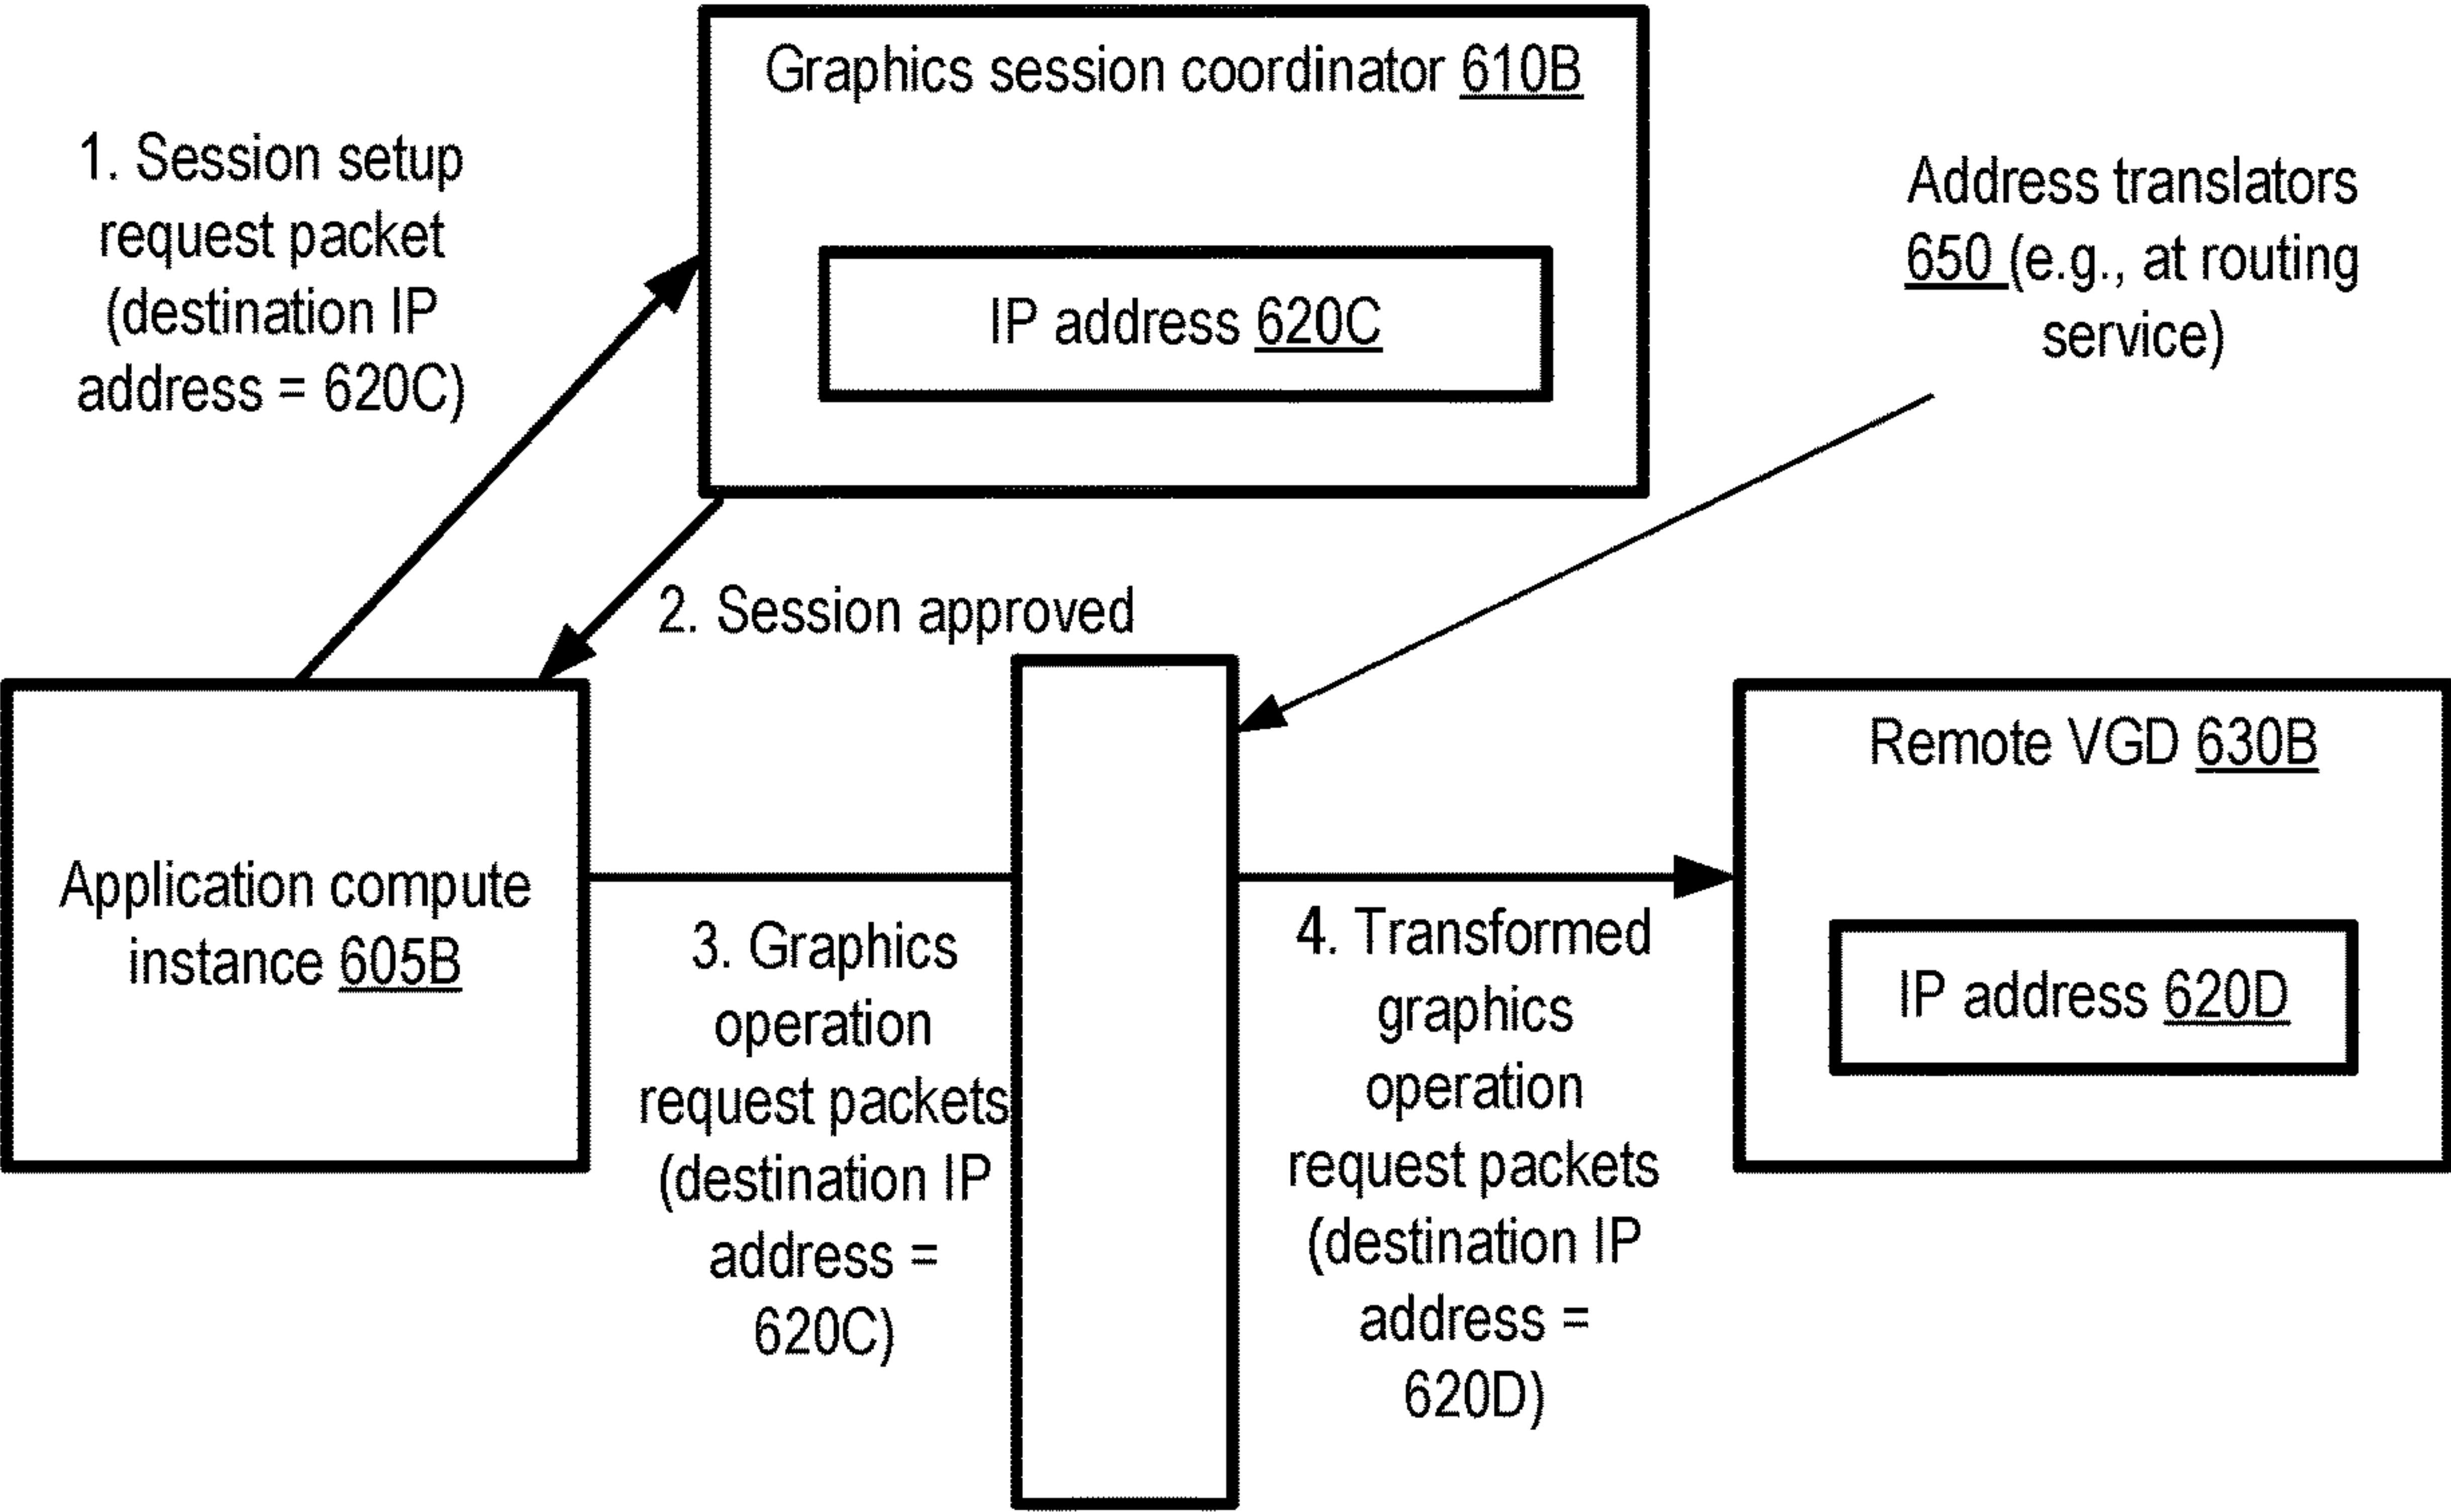 Graphics session coordinator 610B
IP address 620C
1. Session setup
request packet
(destination IP
address = 620C)
Address translators
650 (e.g., at routing
service)
2. Session approved
Application compute
instance 605B
3. Graphics
operation
request packets
(destination IP
address =
620C)
4. Transformed
graphics
operation
request packets
(destination IP
address =
620D)
Remote VGD 630B
IP address 620D